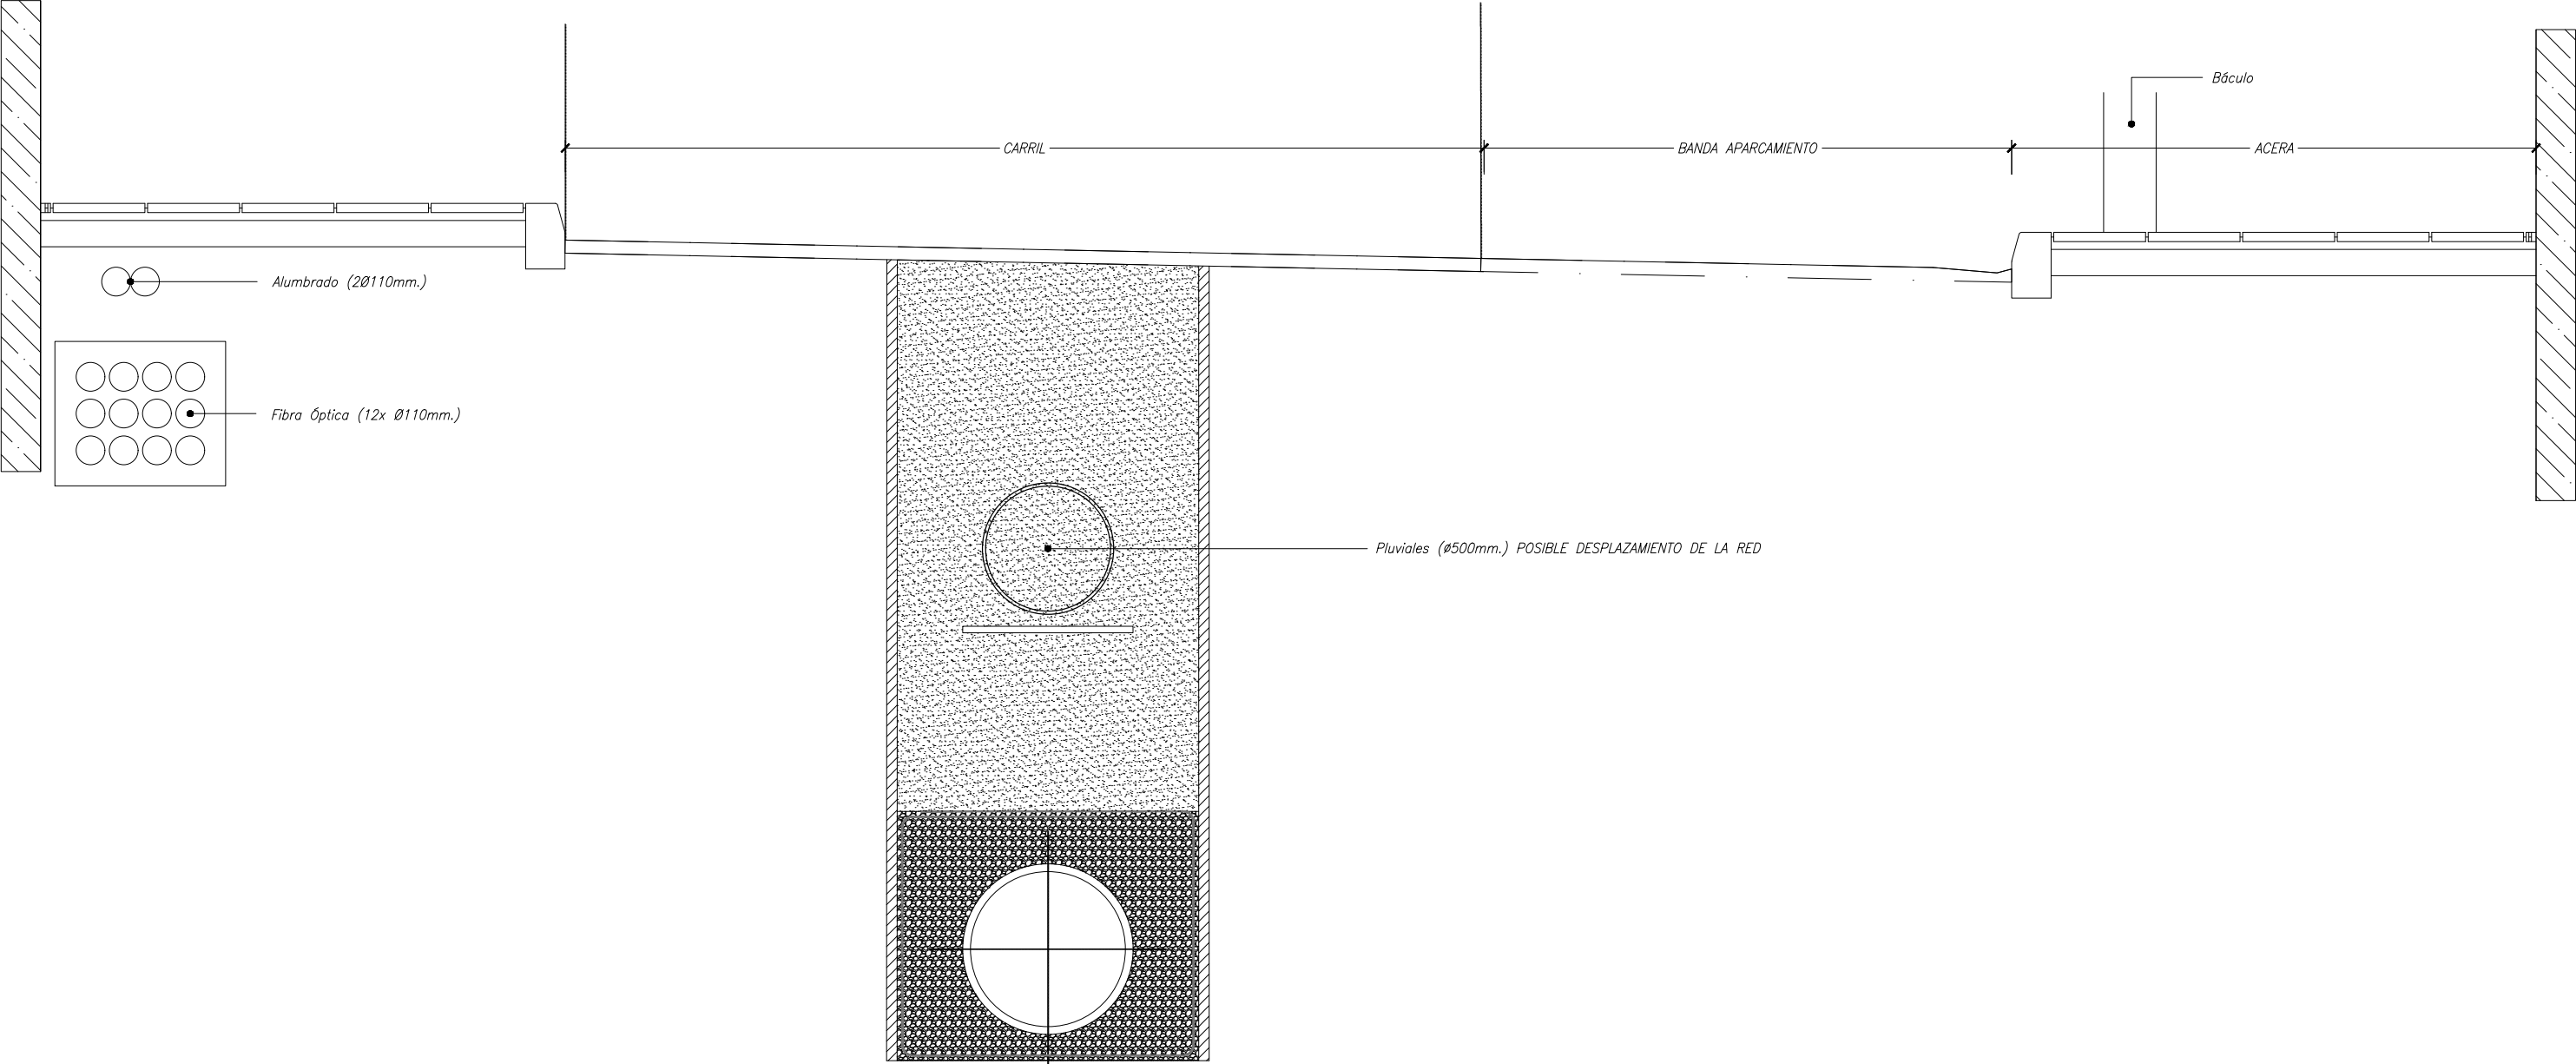 Báculo
CARRIL
BANDA APARCAMIENTO
ACERA
Alumbrado (2Ø110mm.)
Fibra Óptica (12x Ø110mm.)
Pluviales (ø500mm.) POSIBLE DESPLAZAMIENTO DE LA RED